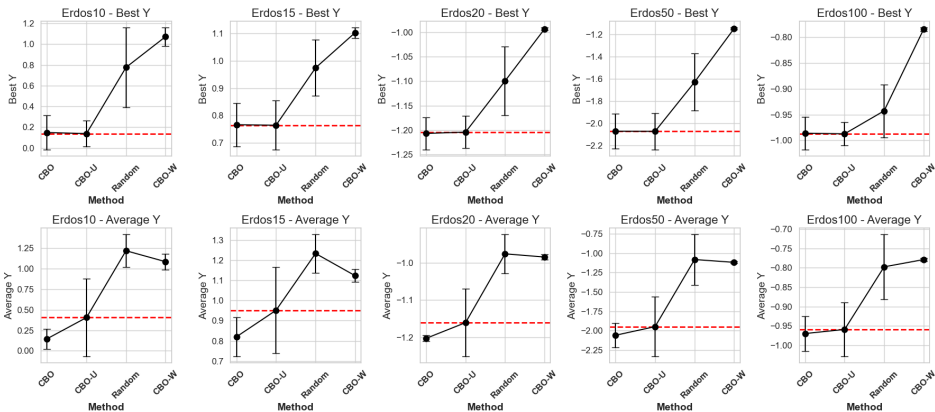 Erdos10 - Best Y
Best Y
1.2
1.0
0.8
0.6
0.4
0.2
0.0
CBO
CBO-U
Random
CBO-W
Method
Erdos15 - Best Y
Best Y
1.1
1.0
0.9
0.8
0.7
CBO
CBO-U
Random
CBO-W
Method
Erdos20 - Best Y
Best Y
−1.00
−1.05
−1.10
−1.15
−1.20
−1.25
CBO
CBO-U
Random
CBO-W
Method
Erdos50 - Best Y
Best Y
−1.2
−1.4
−1.6
−1.8
−2.0
−2.2
CBO
CBO-U
Random
CBO-W
Method
Erdos100 - Best Y
Best Y
−0.80
−0.85
−0.90
−0.95
−1.00
CBO
CBO-U
Random
CBO-W
Method
Erdos10 - Average Y
Average Y
1.25
1.00
0.75
0.50
0.25
0.00
CBO
CBO-U
Random
CBO-W
Method
Erdos15 - Average Y
Average Y
1.3
1.2
1.1
1.0
0.9
0.8
0.7
CBO
CBO-U
Random
CBO-W
Method
Erdos20 - Average Y
Average Y
−1.0
−1.1
−1.2
CBO
CBO-U
Random
CBO-W
Method
Erdos50 - Average Y
Average Y
−0.75
−1.00
−1.25
−1.50
−1.75
−2.00
−2.25
CBO
CBO-U
Random
CBO-W
Method
Erdos100 - Average Y
Average Y
−0.70
−0.75
−0.80
−0.85
−0.90
−0.95
−1.00
CBO
CBO-U
Random
CBO-W
Method